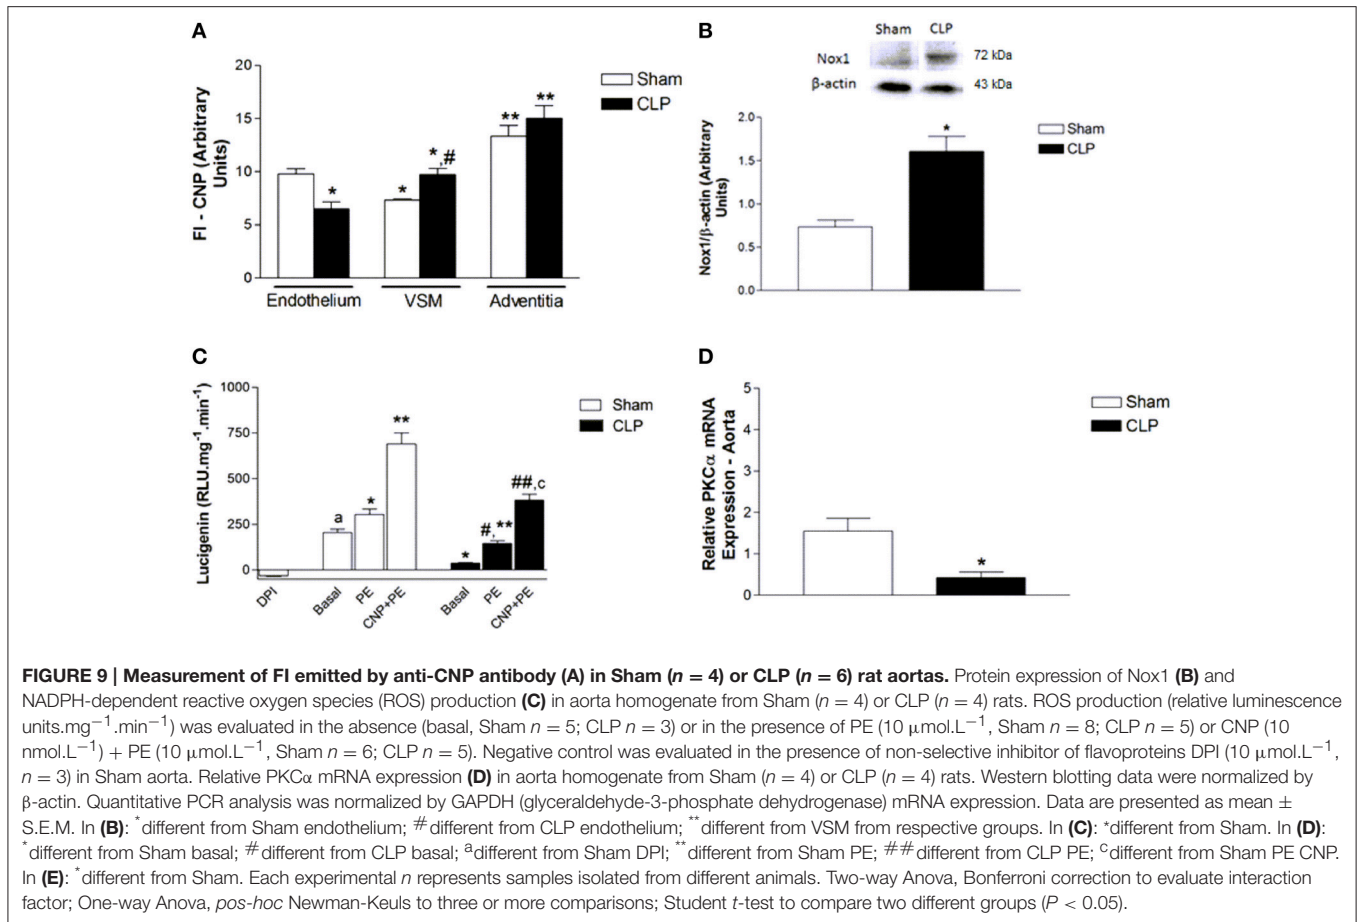 A
FI - CNP (Arbitrary
Units)
20
15
10
5
0
Sham
CLP
*
*
*,#
**
**
Endothelium
VSM
Adventitia
B
Sham
CLP
Nox1
72 kDa
β-actin
43 kDa
Nox1/β-actin (Arbitrary
Units)
2.0
1.5
1.0
0.5
0.0
*
Sham
CLP
C
Lucigenin (RLU.mg⁻¹.min⁻¹)
1000
750
500
250
0
a
*
**
*
#,**
##,c
Sham
CLP
DPI
Basal
PE
CNP+PE
Basal
PE
CNP+PE
D
Relative PKCα mRNA
Expression - Aorta
5
4
3
2
1
0
*
Sham
CLP
FIGURE 9 | Measurement of FI emitted by anti-CNP antibody (A) in Sham (n = 4) or CLP (n = 6) rat aortas. Protein expression of Nox1 (B) and
NADPH-dependent reactive oxygen species (ROS) production (C) in aorta homogenate from Sham (n = 4) or CLP (n = 4) rats. ROS production (relative luminescence
units.mg⁻¹.min⁻¹) was evaluated in the absence (basal, Sham n = 5; CLP n = 3) or in the presence of PE (10 μmol.L⁻¹, Sham n = 8; CLP n = 5) or CNP (10
nmol.L⁻¹) + PE (10 μmol.L⁻¹, Sham n = 6; CLP n = 5). Negative control was evaluated in the presence of non-selective inhibitor of flavoproteins DPI (10 μmol.L⁻¹,
n = 3) in Sham aorta. Relative PKCα mRNA expression (D) in aorta homogenate from Sham (n = 4) or CLP (n = 4) rats. Western blotting data were normalized by
β-actin. Quantitative PCR analysis was normalized by GAPDH (glyceraldehyde-3-phosphate dehydrogenase) mRNA expression. Data are presented as mean ±
S.E.M. In (B): *different from Sham endothelium; #different from CLP endothelium; **different from VSM from respective groups. In (C): *different from Sham. In (D):
*different from Sham basal; #different from CLP basal; ᵃdifferent from Sham DPI; **different from Sham PE; ##different from CLP PE; ᶜdifferent from Sham PE CNP.
In (E): *different from Sham. Each experimental n represents samples isolated from different animals. Two-way Anova, Bonferroni correction to evaluate interaction
factor; One-way Anova, pos-hoc Newman-Keuls to three or more comparisons; Student t-test to compare two different groups (P < 0.05).